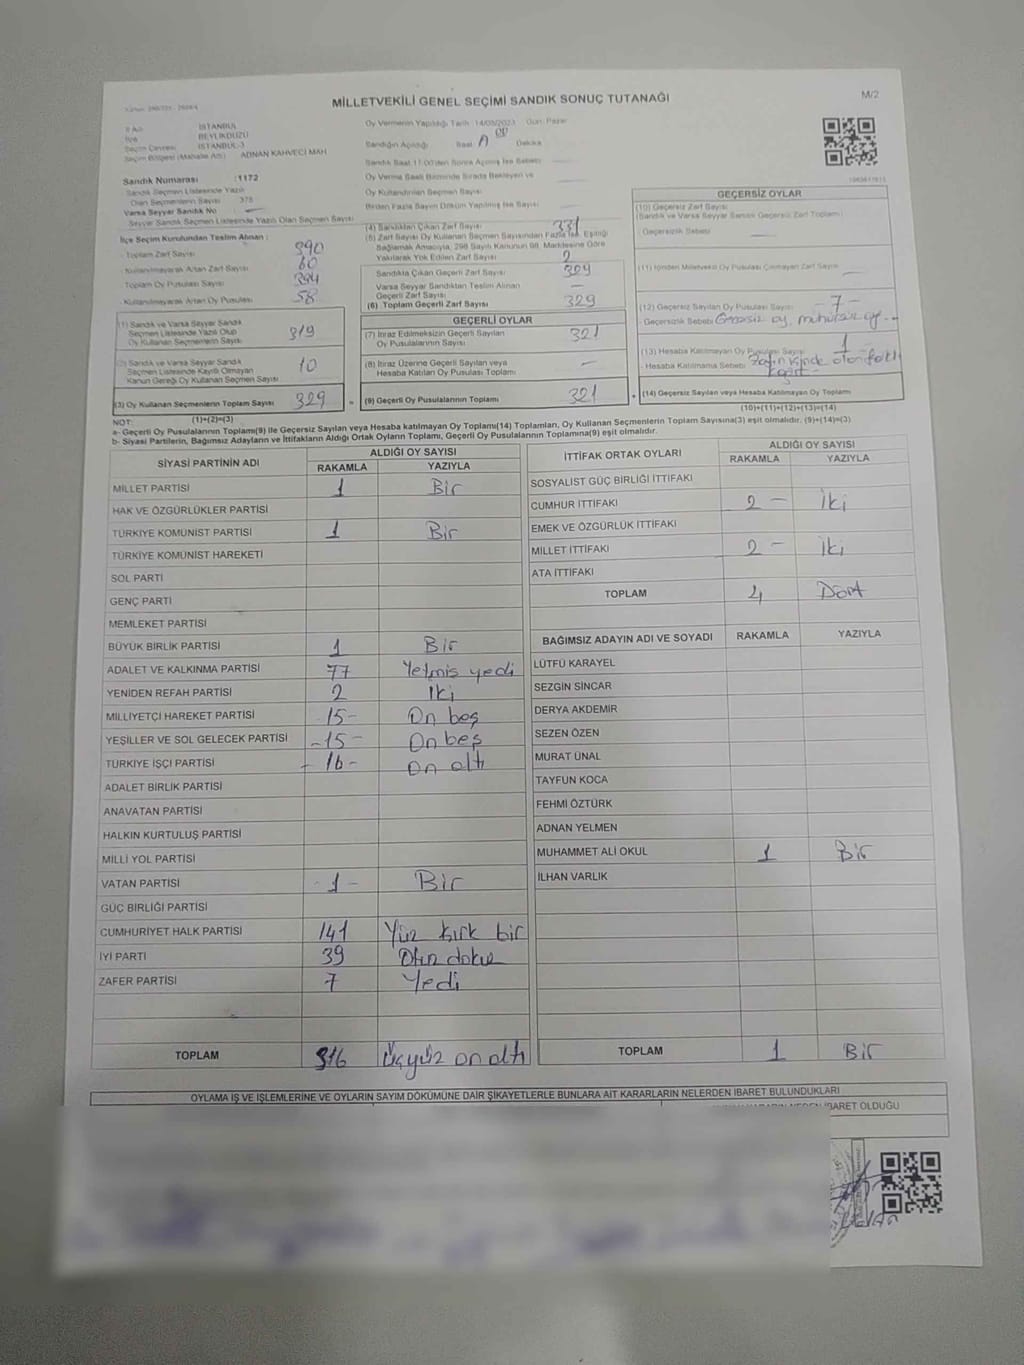 MİLLETVEKİLİ GENEL SEÇİMİ SANDIK SONUÇ TUTANAĞI
M/2
İl Adı İSTANBUL
İlçe BEYLİKDÜZÜ
Seçim Çevresi İSTANBUL-3
Seçim Bölgesi (Mahalle Adı) ADNAN KAHVECİ MAH
Sandık Numarası :1172
Sandık Seçmen Listesinde Yazılı
Olan Seçmenlerin Sayısı 378
Varsa Seyyar Sandık No
Seyyar Sandık Seçmen Listesinde Yazılı Olan Seçmen Sayısı
İlçe Seçim Kurulundan Teslim Alınan :
- Toplam Zarf Sayısı 390
- Kullanılmayarak Artan Zarf Sayısı 60
Toplam Oy Pusulası Sayısı
- Kullanılmayarak Artan Oy Pusulası 58
(1) Sandık ve Varsa Seyyar Sandık
Seçmen Listesinde Yazılı Olup
Oy Kullanan Seçmenlerin Sayısı 319
(2) Sandık ve Varsa Seyyar Sandık
Seçmen Listesinde Kayıtlı Olmayan
Kanun Gereği Oy Kullanan Seçmen Sayısı 10
(3) Oy Kullanan Seçmenlerin Toplam Sayısı 329 =
(1)+(2)=(3)
Oy Vermenin Yapıldığı Tarih :14/05/2023 Gün: Pazar
Sandığın Açıldığı Saat Dakika
Sandık Saat 17:00'den Sonra Açılmış İse Sebebi
Oy Verme Saati Bitiminde Sırada Bekleyen ve
Oy Kullandırılan Seçmen Sayısı
Birden Fazla Sayım Döküm Yapılmış İse Sayısı
(4) Sandıktan Çıkan Zarf Sayısı 331
(5) Zarf Sayısı Oy Kullanan Seçmen Sayısından Fazla İse, Eşitliği
Sağlamak Amacıyla, 298 Sayılı Kanunun 98. Maddesine Göre
Yakılarak Yok Edilen Zarf Sayısı 2
Sandıkta Çıkan Geçerli Zarf Sayısı 329
Varsa Seyyar Sandıktan Teslim Alınan
Geçerli Zarf Sayısı
(6) Toplam Geçerli Zarf Sayısı 329
GEÇERLİ OYLAR
(7) İtiraz Edilmeksizin Geçerli Sayılan
Oy Pusulalarının Sayısı 321
(8) İtiraz Üzerine Geçerli Sayılan veya
Hesaba Katılan Oy Pusulası Toplamı -
(9) Geçerli Oy Pusulalarının Toplamı 321
GEÇERSİZ OYLAR
(10) Geçersiz Zarf Sayısı
(Sandık ve Varsa Seyyar Sandık Geçersiz Zarf Toplamı)
Geçersizlik Sebebi
(11) İçinden Milletvekili Oy Pusulası Çıkmayan Zarf Sayısı
(12) Geçersiz Sayılan Oy Pusulası Sayısı - 7 -
- Geçersizlik Sebebi Geçersiz oy, mühürsüz oy
(13) Hesaba Katılmayan Oy Pusulası Sayısı 1
- Hesaba Katılmama Sebebi
+ (14) Geçersiz Sayılan veya Hesaba Katılmayan Oy Toplamı
(10)+(11)+(12)+(13)=(14)
NOT:
a- Geçerli Oy Pusulalarının Toplamı(9) ile Geçersiz Sayılan veya Hesaba katılmayan Oy Toplamı(14) Toplamları, Oy Kullanan Seçmenlerin Toplam Sayısına(3) eşit olmalıdır. (9)+(14)=(3)
b- Siyasi Partilerin, Bağımsız Adayların ve İttifakların Aldığı Ortak Oyların Toplamı, Geçerli Oy Pusulalarının Toplamına(9) eşit olmalıdır.
SİYASİ PARTİNİN ADI ALDIĞI OY SAYISI
RAKAMLA YAZIYLA
MİLLET PARTİSİ 1 Bir
HAK VE ÖZGÜRLÜKLER PARTİSİ
TÜRKİYE KOMÜNİST PARTİSİ 1 Bir
TÜRKİYE KOMÜNİST HAREKETİ
SOL PARTİ
GENÇ PARTİ
MEMLEKET PARTİSİ
BÜYÜK BİRLİK PARTİSİ 1 Bir
ADALET VE KALKINMA PARTİSİ 77 Yetmiş yedi
YENİDEN REFAH PARTİSİ 2 İki
MİLLİYETÇİ HAREKET PARTİSİ -15- On beş
YEŞİLLER VE SOL GELECEK PARTİSİ -15- On beş
TÜRKİYE İŞÇİ PARTİSİ - 16- On altı
ADALET BİRLİK PARTİSİ
ANAVATAN PARTİSİ
HALKIN KURTULUŞ PARTİSİ
MİLLİ YOL PARTİSİ
VATAN PARTİSİ - 1 - Bir
GÜÇ BİRLİĞİ PARTİSİ
CUMHURİYET HALK PARTİSİ 141 Yüz kırk bir
İYİ PARTİ 39 Otuz dokuz
ZAFER PARTİSİ 7 Yedi
TOPLAM 316 Üçyüz on altı
İTTİFAK ORTAK OYLARI ALDIĞI OY SAYISI
RAKAMLA YAZIYLA
SOSYALİST GÜÇ BİRLİĞİ İTTİFAKI
CUMHUR İTTİFAKI 2 - İki
EMEK VE ÖZGÜRLÜK İTTİFAKI
MİLLET İTTİFAKI 2 - İki
ATA İTTİFAKI
TOPLAM 4 Dört
BAĞIMSIZ ADAYIN ADI VE SOYADI RAKAMLA YAZIYLA
LÜTFÜ KARAYEL
SEZGİN SİNCAR
DERYA AKDEMİR
SEZEN ÖZEN
MURAT ÜNAL
TAYFUN KOCA
FEHMİ ÖZTÜRK
ADNAN YELMEN
MUHAMMET ALİ OKUL 1 Bir
İLHAN VARLIK
TOPLAM 1 Bir
OYLAMA İŞ VE İŞLEMLERİNE VE OYLARIN SAYIM DÖKÜMÜNE DAİR ŞİKAYETLERLE BUNLARA AİT KARARLARIN NELERDEN İBARET BULUNDUKLARI
İBARET OLDUĞU